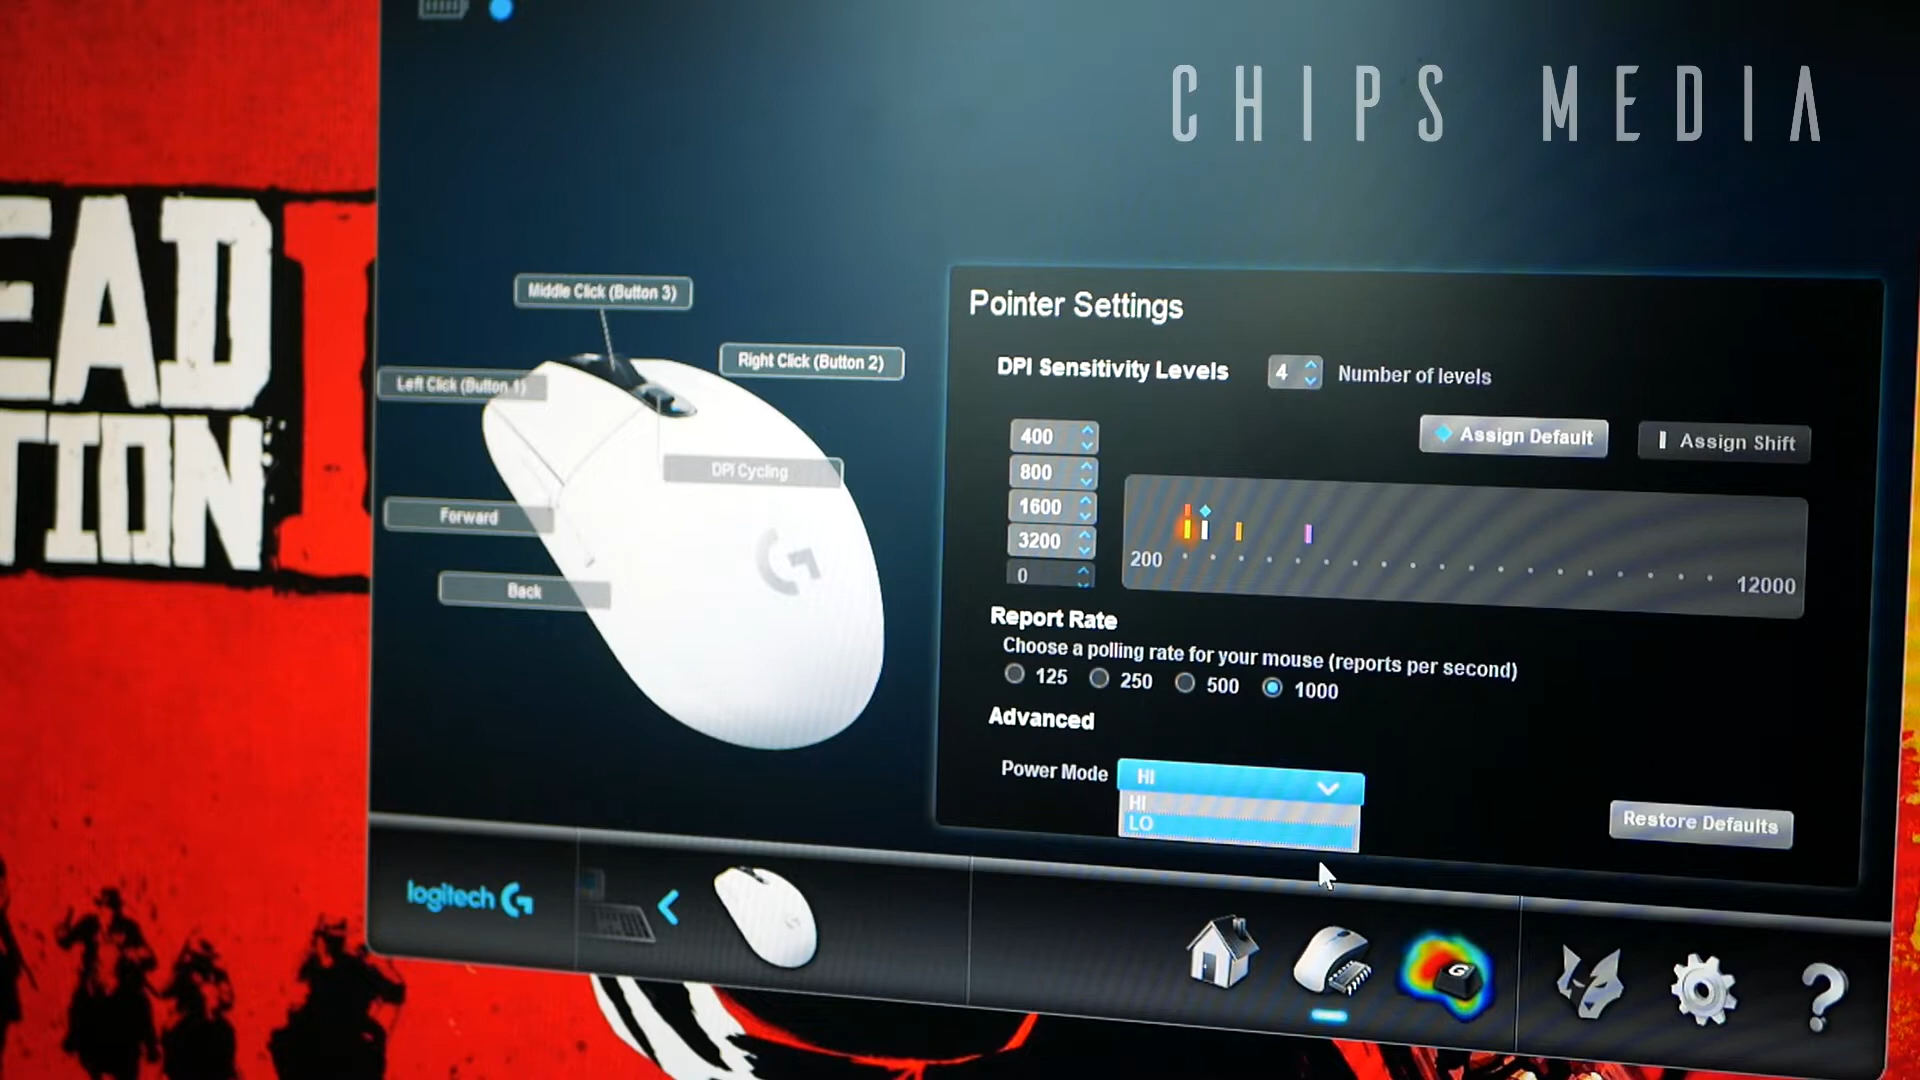 CHIPS MEDIA
EAD
TION
Middle Click (Button 3)
Right Click (Button 2)
Left Click (Button 1)
DPI Cycling
Forward
Back
G
Pointer Settings
DPI Sensitivity Levels 4 Number of levels
Assign Default Assign Shift
400
800
1600
3200
0
200 12000
Report Rate
Choose a polling rate for your mouse (reports per second)
125 250 500 1000
Advanced
Power Mode HI
HI
LO
Restore Defaults
logitech G
G
?